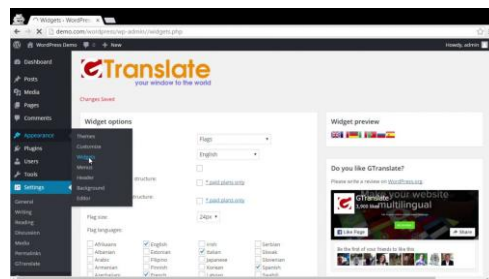 Widgets - WordPre
demo.com/wordpress/wp-admin//widgets.php
WordPress Demo
+ New
Howdy, admin
Dashboard
Posts
Media
Pages
Comments
Appearance
Plugins
Users
Tools
Settings
General
Writing
Reading
Discussion
Media
Permalinks
GTranslate
Themes
Customize
Widgets
Menus
Header
Background
Editor
GTranslate
your window to the world
Changes Saved
Widget options
Flags
English
structure
* paid plans only
structure
* paid plans only
Flag size:
24px
Flag languages:
Afrikaans
English
Irish
Serbian
Albanian
Estonian
Italian
Slovak
Arabic
Filipino
Japanese
Slovenian
Armenian
Finnish
Korean
Spanish
Azerbaijani
French
Swedish
Widget preview
Do you like GTranslate?
Please write a review on WordPress.org.
Make your website
multilingual
GTranslate
Like Page
Share
Be the first of your friends to like this